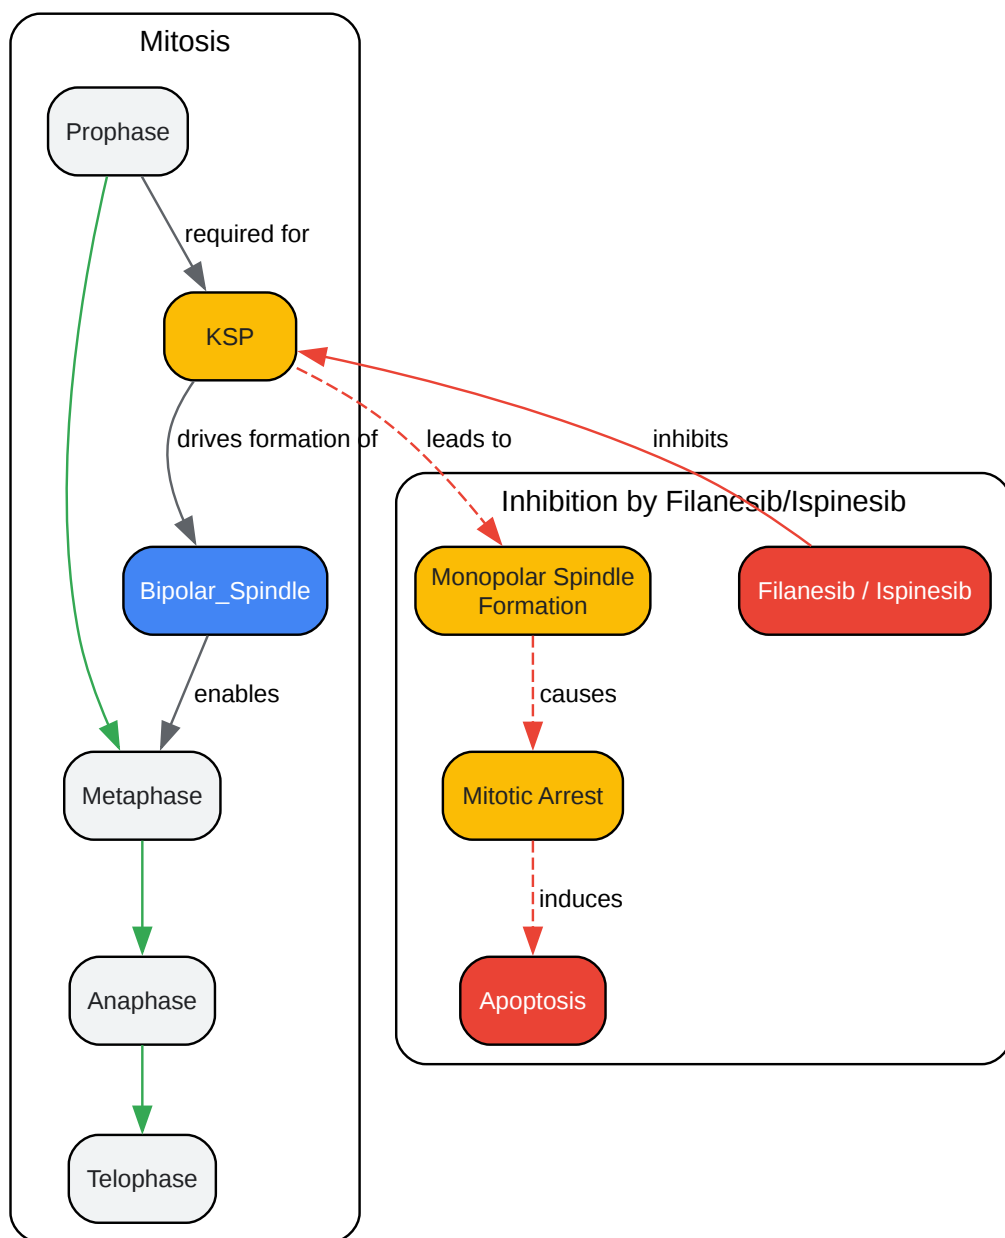 Mitosis
Prophase
required for
KSP
drives formation of
leads to
inhibits
Inhibition by Filanesib/Ispinesib
Bipolar_Spindle
Monopolar Spindle
Formation
Filanesib / Ispinesib
enables
causes
Metaphase
Mitotic Arrest
induces
Anaphase
Apoptosis
Telophase